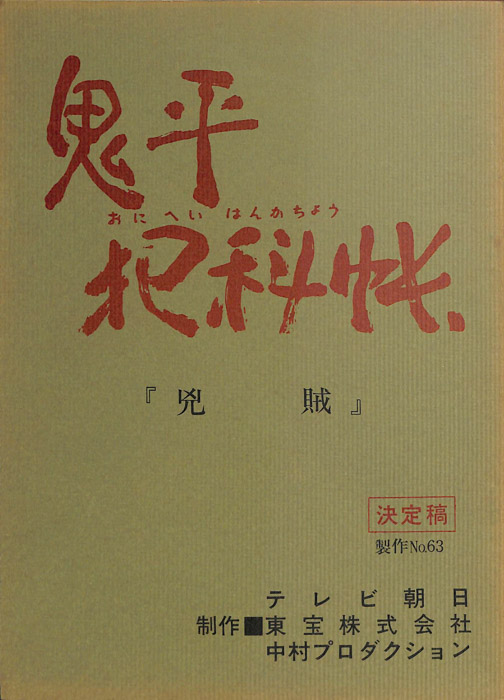 鬼平
おにへい はんかちょう
犯科帳
『兇 賊』
決定稿
製作No.63
テレビ朝日
制作■東宝株式会社
中村プロダクション